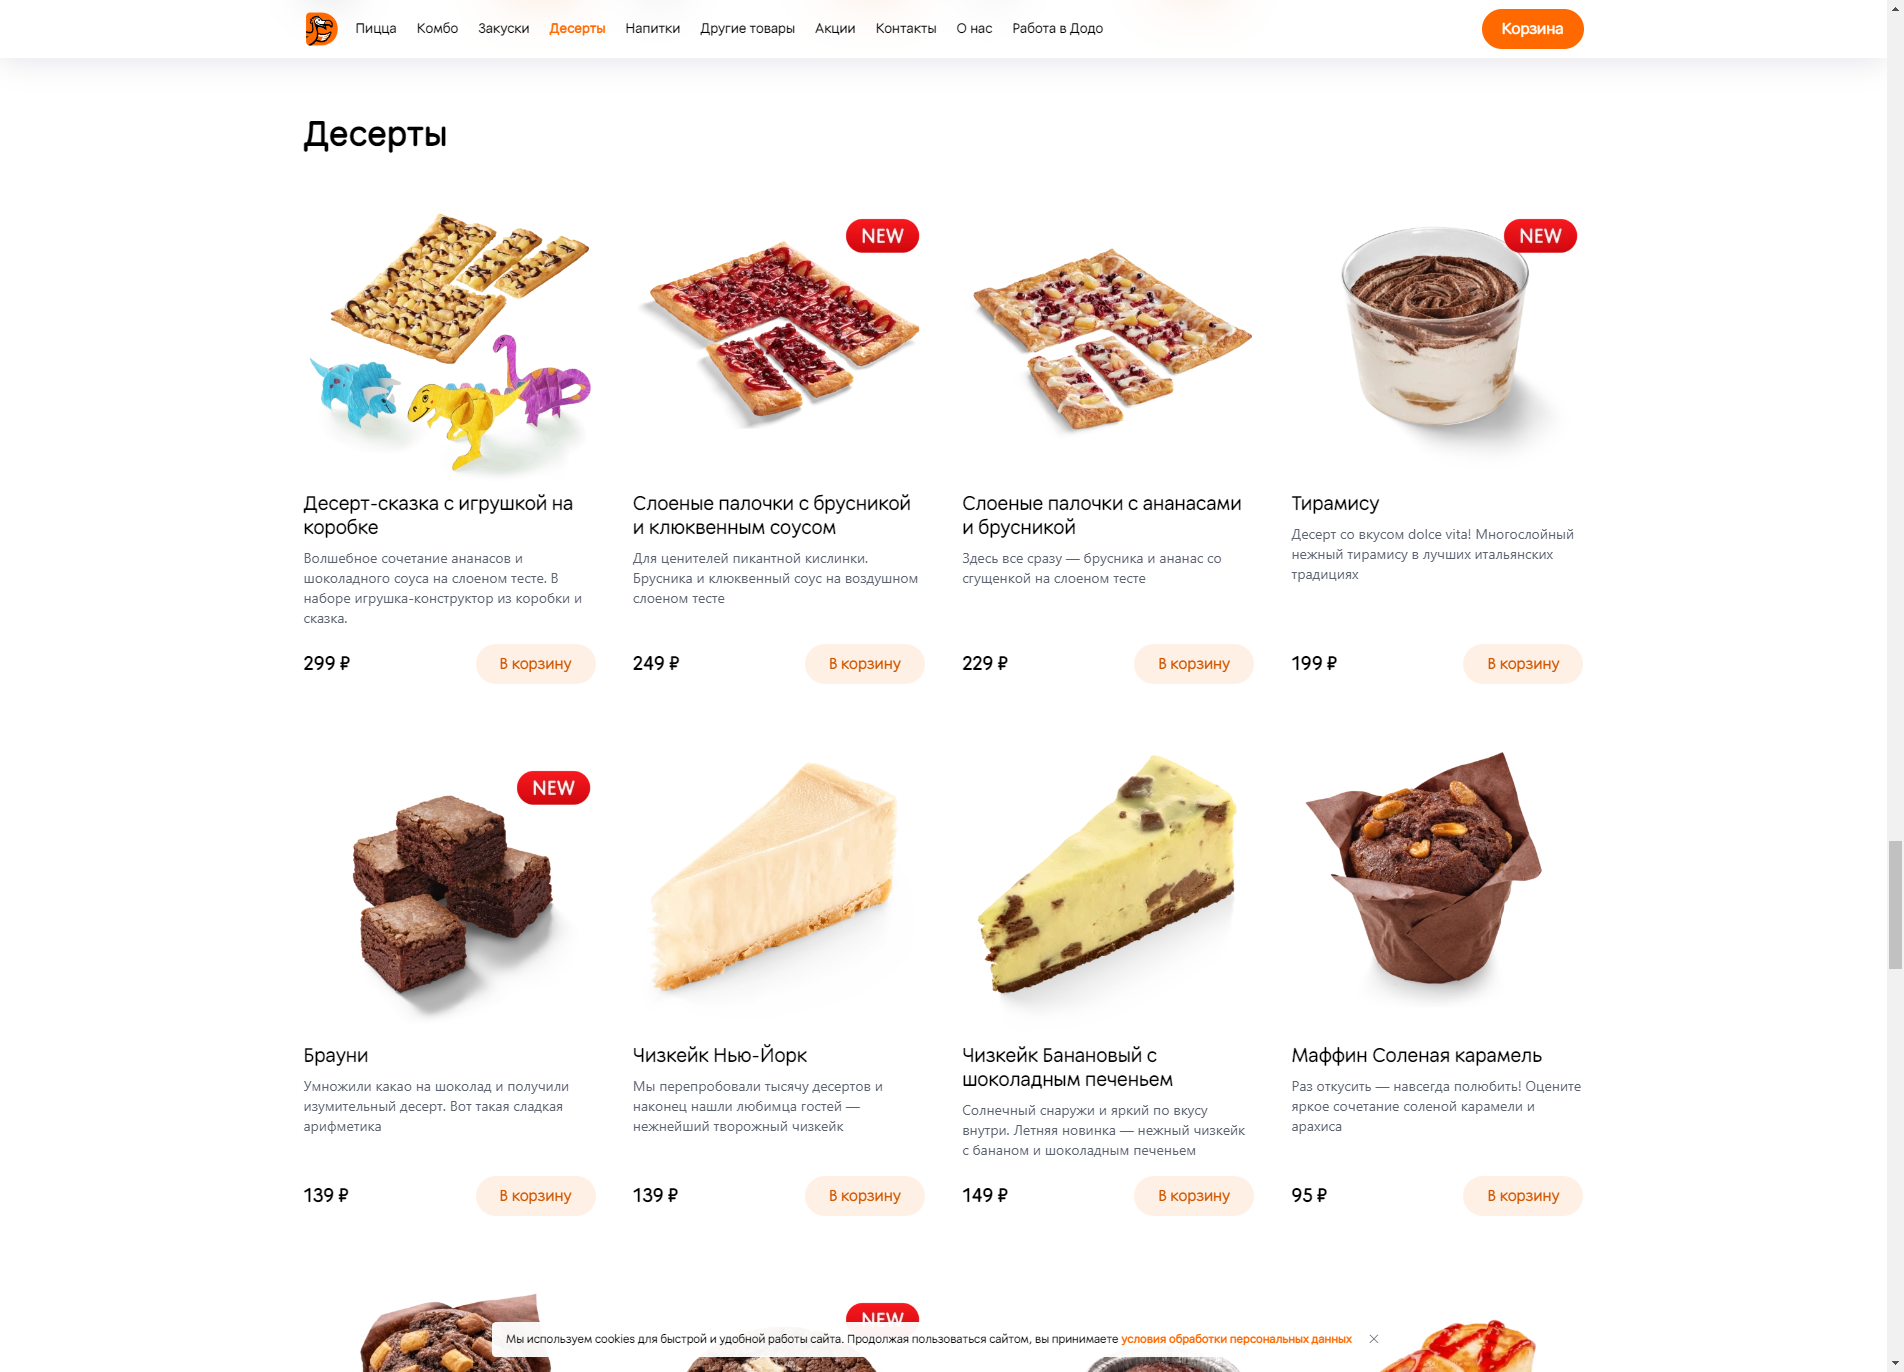 Пицца Комбо Закуски Десерты Напитки Другие товары Акции Контакты О нас Работа в Додо Корзина
Десерты
NEW
NEW
Десерт-сказка с игрушкой на
коробке
Волшебное сочетание ананасов и
шоколадного соуса на слоеном тесте. В
наборе игрушка-конструктор из коробки и
сказка.
299 ₽ В корзину
Слоеные палочки с брусникой
и клюквенным соусом
Для ценителей пикантной кислинки.
Брусника и клюквенный соус на воздушном
слоеном тесте
249 ₽ В корзину
Слоеные палочки с ананасами
и брусникой
Здесь все сразу — брусника и ананас со
сгущенкой на слоеном тесте
229 ₽ В корзину
Тирамису
Десерт со вкусом dolce vita! Многослойный
нежный тирамису в лучших итальянских
традициях
199 ₽ В корзину
NEW
Брауни
Умножили какао на шоколад и получили
изумительный десерт. Вот такая сладкая
арифметика
139 ₽ В корзину
Чизкейк Нью-Йорк
Мы перепробовали тысячу десертов и
наконец нашли любимца гостей —
нежнейший творожный чизкейк
139 ₽ В корзину
Чизкейк Банановый с
шоколадным печеньем
Солнечный снаружи и яркий по вкусу
внутри. Летняя новинка — нежный чизкейк
с бананом и шоколадным печеньем
149 ₽ В корзину
Маффин Соленая карамель
Раз откусить — навсегда полюбить! Оцените
яркое сочетание соленой карамели и
арахиса
95 ₽ В корзину
NEW
Мы используем cookies для быстрой и удобной работы сайта. Продолжая пользоваться сайтом, вы принимаете условия обработки персональных данных